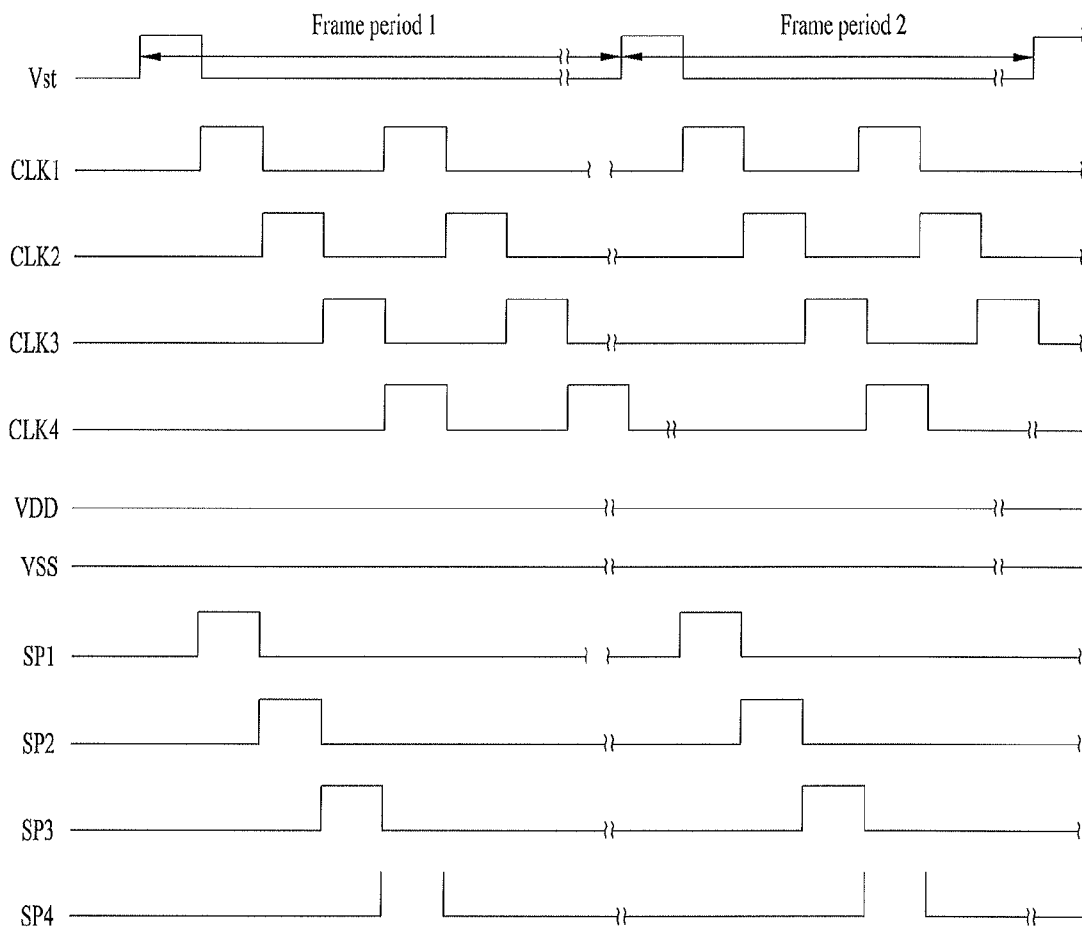 Frame period 1
Frame period 2
Vst
CLK1
CLK2
CLK3
CLK4
VDD
VSS
SP1
SP2
SP3
SP4